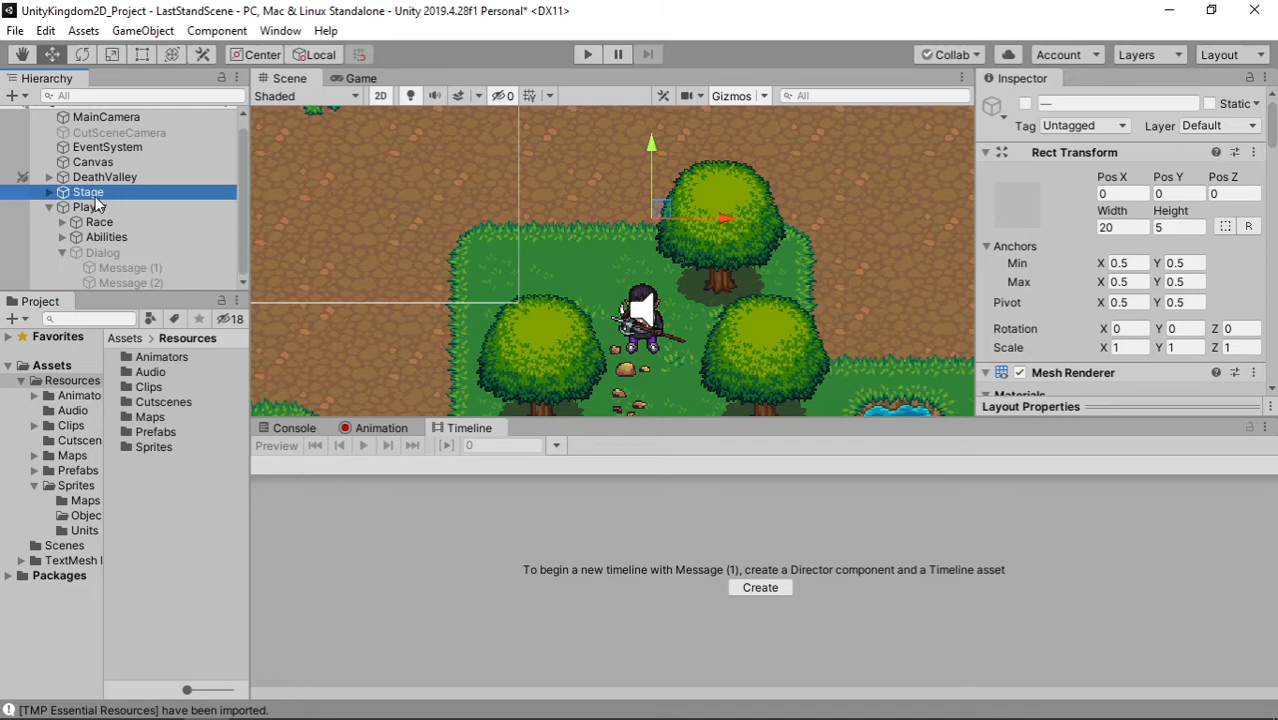 UnityKingdom2D_Project - LastStandScene - PC, Mac & Linux Standalone - Unity 2019.4.28f1 Personal* <DX11>
File Edit Assets GameObject Component Window Help
Center Local Collab Account Layers Layout
Hierarchy
All
MainCamera
CutSceneCamera
EventSystem
Canvas
DeathValley
Stage
Race
Abilities
Dialog
Message (1)
Message (2)
Project
18
Favorites
Assets
Resources
Animato
Audio
Clips
Cutscen
Maps
Prefabs
Sprites
Maps
Objec
Units
Scenes
TextMesh
Packages
Assets > Resources
Animators
Audio
Clips
Cutscenes
Maps
Prefabs
Sprites
Scene Game
Shaded 2D 0 Gizmos All
Console Animation Timeline
Preview 0
To begin a new timeline with Message (1), create a Director component and a Timeline asset
Create
Inspector
— Static
Tag Untagged Layer Default
Rect Transform
Pos X Pos Y Pos Z
0 0 0
Width Height
20 5 R
Anchors
Min X 0.5 Y 0.5
Max X 0.5 Y 0.5
Pivot X 0.5 Y 0.5
Rotation X 0 Y 0 Z 0
Scale X 1 Y 1 Z 1
Mesh Renderer
Materials
Layout Properties
[TMP Essential Resources] have been imported.